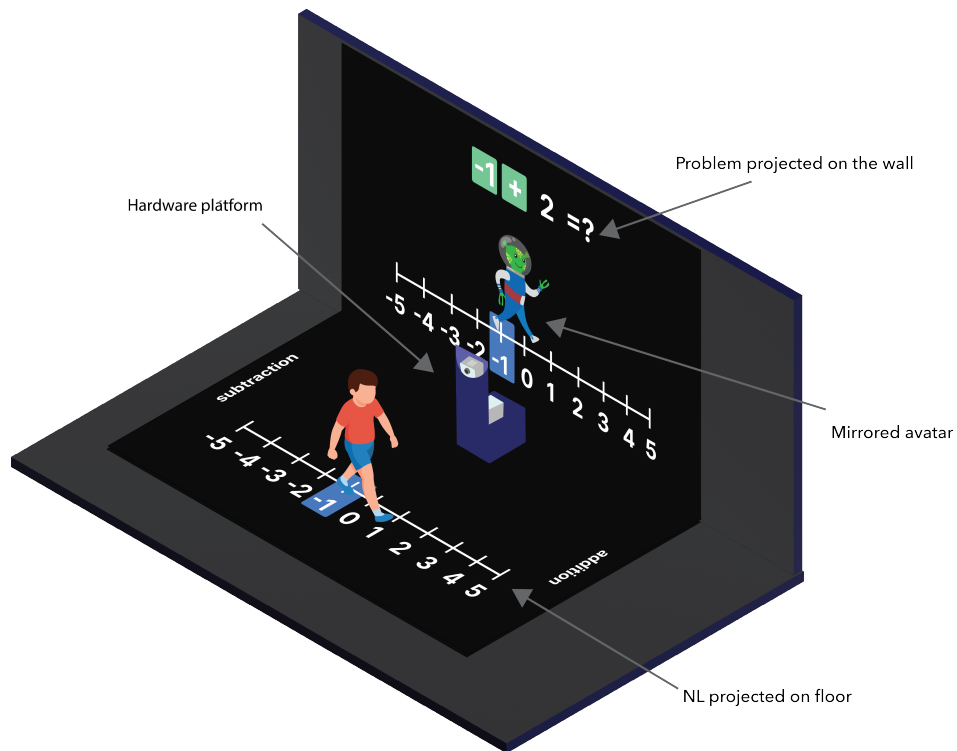 Problem projected on the wall
-1 + 2 =?
Hardware platform
-5 -4 -3 -2 -1 0 1 2 3 4 5
Mirrored avatar
subtraction
-5 -4 -3 -2 -1 0 1 2 3 4 5
addition
NL projected on floor